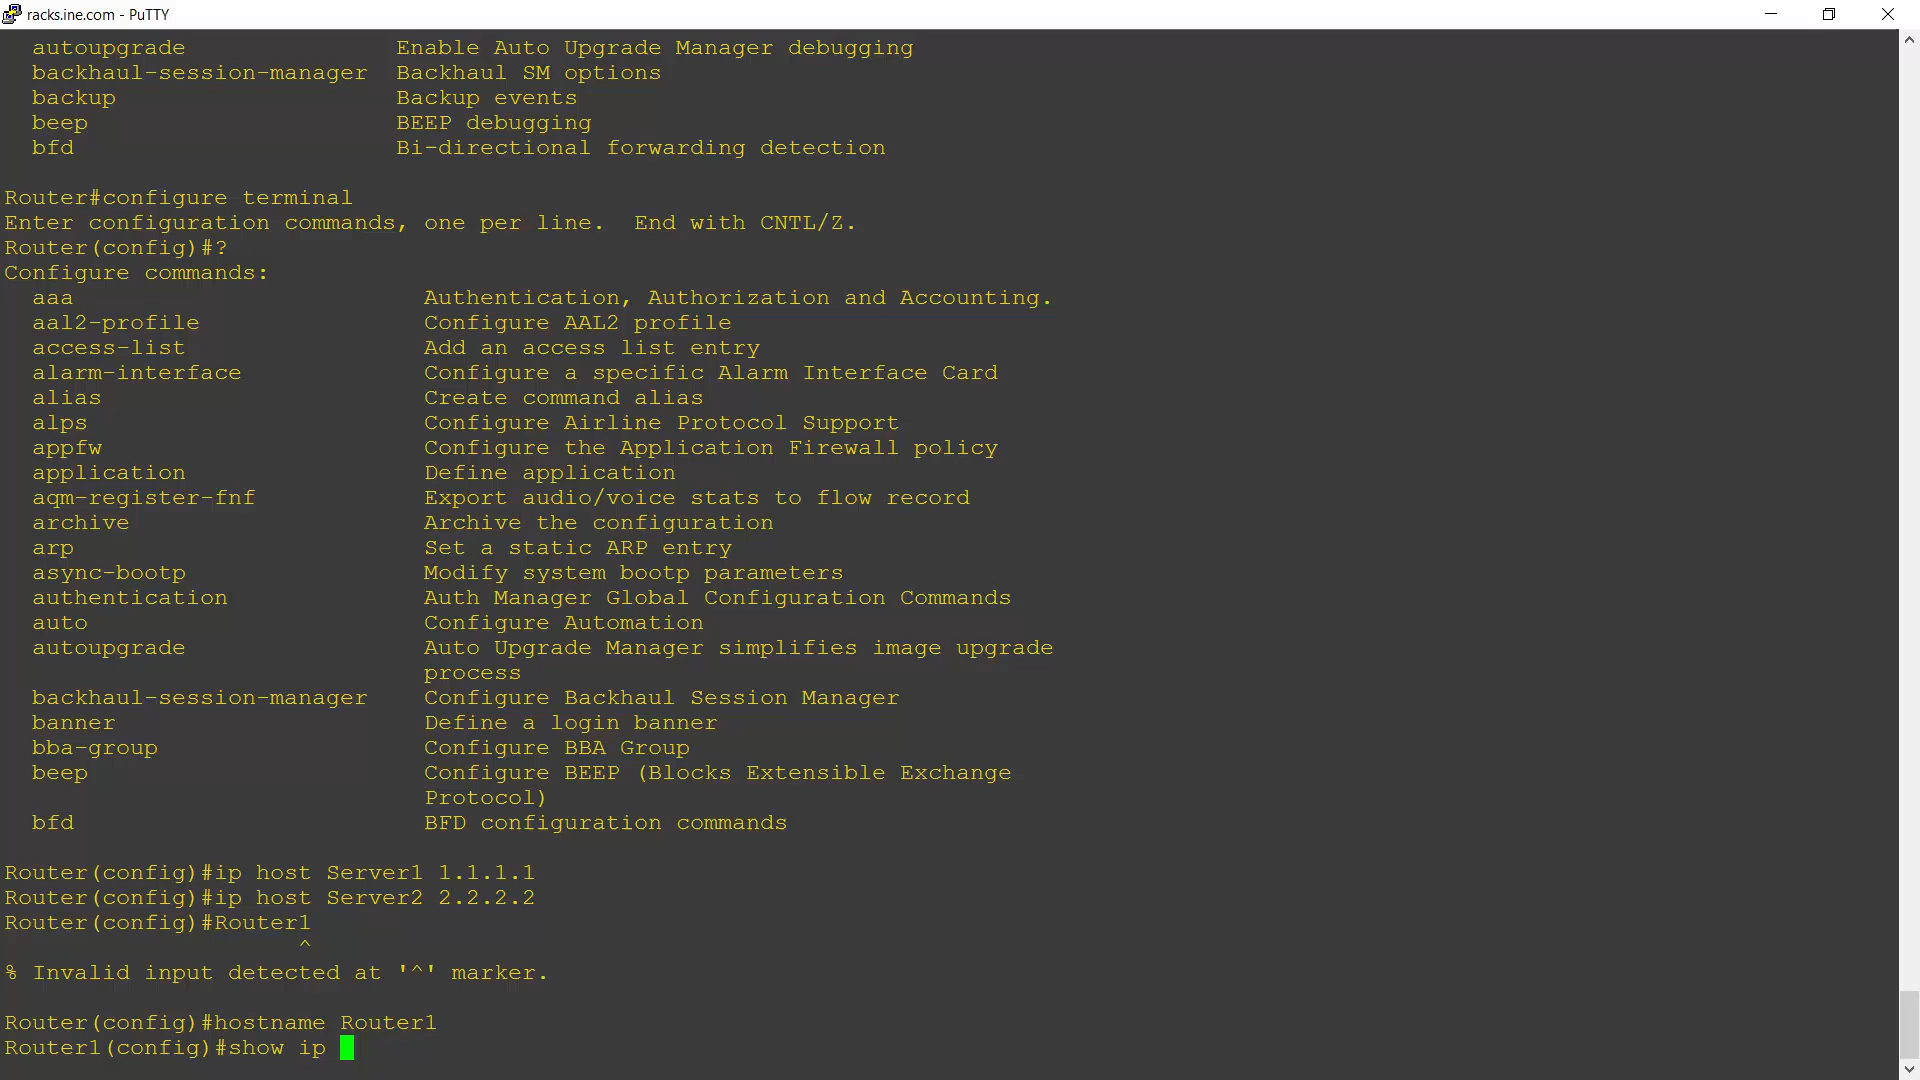 racks.ine.com - PuTTY
autoupgrade Enable Auto Upgrade Manager debugging
backhaul-session-manager Backhaul SM options
backup Backup events
beep BEEP debugging
bfd Bi-directional forwarding detection
Router#configure terminal
Enter configuration commands, one per line. End with CNTL/Z.
Router(config)#?
Configure commands:
aaa Authentication, Authorization and Accounting.
aal2-profile Configure AAL2 profile
access-list Add an access list entry
alarm-interface Configure a specific Alarm Interface Card
alias Create command alias
alps Configure Airline Protocol Support
appfw Configure the Application Firewall policy
application Define application
aqm-register-fnf Export audio/voice stats to flow record
archive Archive the configuration
arp Set a static ARP entry
async-bootp Modify system bootp parameters
authentication Auth Manager Global Configuration Commands
auto Configure Automation
autoupgrade Auto Upgrade Manager simplifies image upgrade
process
backhaul-session-manager Configure Backhaul Session Manager
banner Define a login banner
bba-group Configure BBA Group
beep Configure BEEP (Blocks Extensible Exchange
Protocol)
bfd BFD configuration commands
Router(config)#ip host Server1 1.1.1.1
Router(config)#ip host Server2 2.2.2.2
Router(config)#Router1
^
% Invalid input detected at '^' marker.
Router(config)#hostname Router1
Router1(config)#show ip